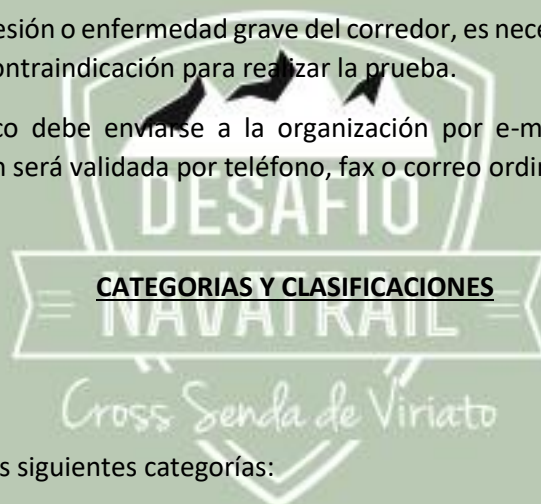 esión o enfermedad grave del corredor, es nece
ontraindicación para realizar la prueba.
co debe enviarse a la organización por e-m
n será validada por teléfono, fax o correo ordin
DESAFIO
CATEGORIAS Y CLASIFICACIONES
NAVATRAIL
Cross Senda de Viriato
s siguientes categorías: